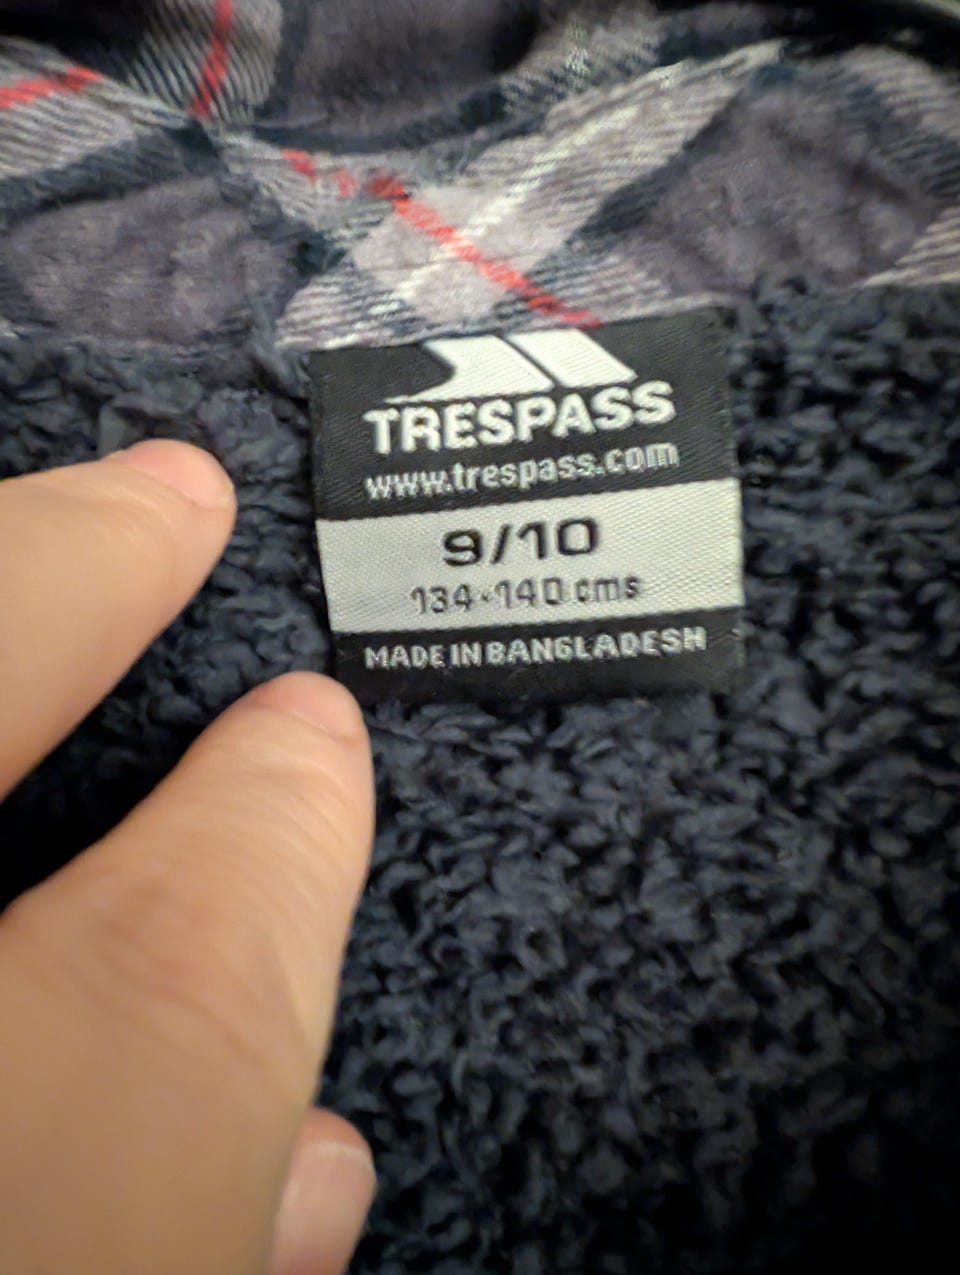 TRESPASS
www.trespass.com
9/10
134-140 cms
MADE IN BANGLADESH